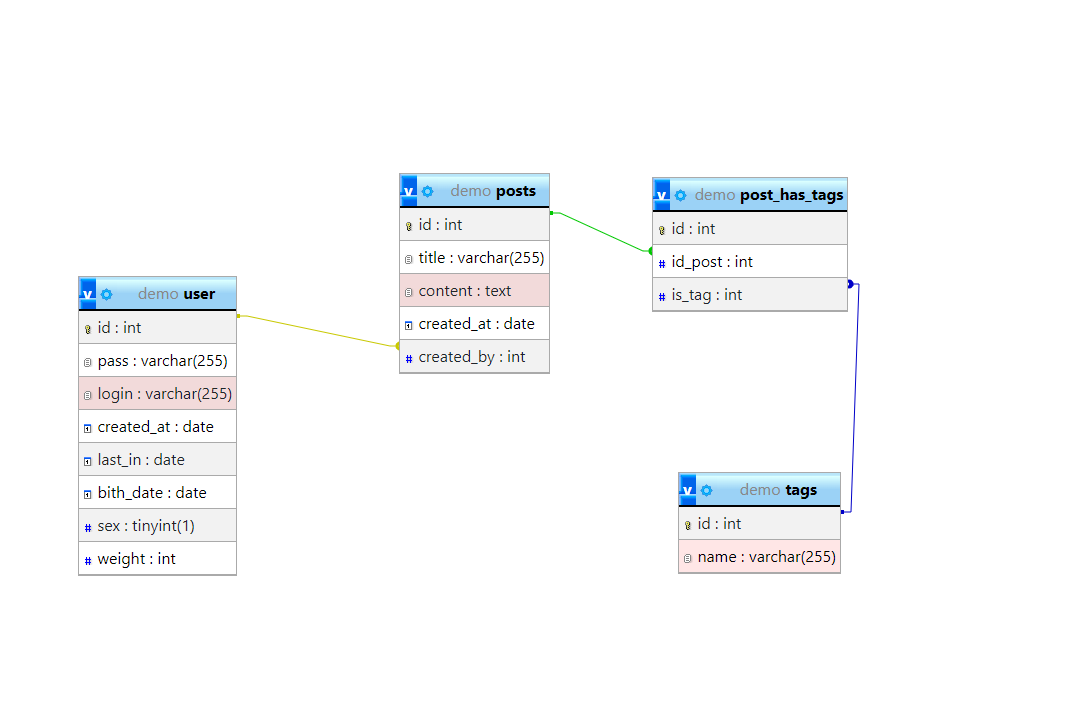 v demo user
id : int
pass : varchar(255)
login : varchar(255)
created_at : date
last_in : date
bith_date : date
sex : tinyint(1)
weight : int
v demo posts
id : int
title : varchar(255)
content : text
created_at : date
created_by : int
v demo post_has_tags
id : int
id_post : int
is_tag : int
v demo tags
id : int
name : varchar(255)